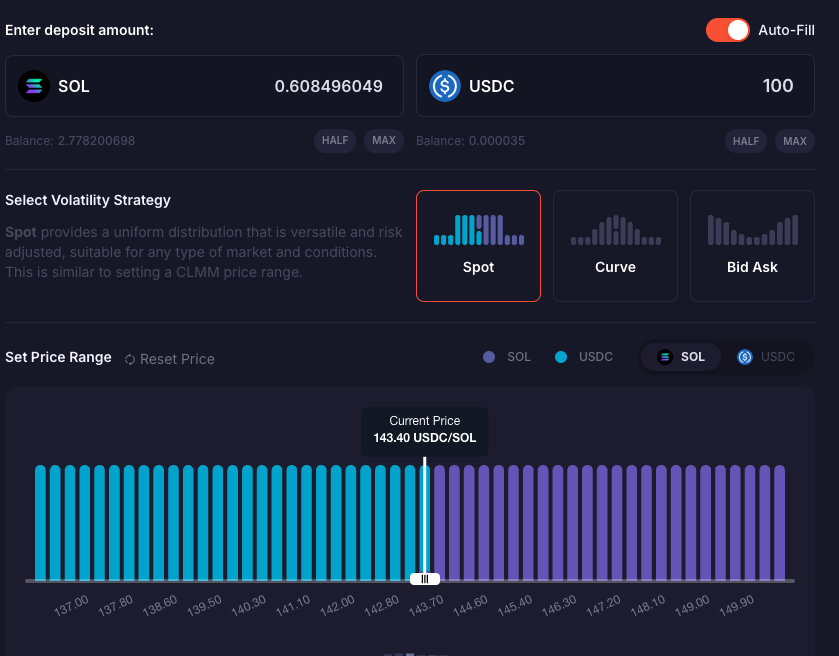 Enter deposit amount:
Auto-Fill
SOL 0.608496049
USDC 100
Balance: 2.778200698 HALF MAX
Balance: 0.000035 HALF MAX
Select Volatility Strategy
Spot provides a uniform distribution that is versatile and risk
adjusted, suitable for any type of market and conditions.
This is similar to setting a CLMM price range.
Spot
Curve
Bid Ask
Set Price Range Reset Price
SOL USDC
SOL USDC
Current Price
143.40 USDC/SOL
137.00 137.80 138.60 139.50 140.30 141.10 142.00 142.80 143.70 144.60 145.40 146.30 147.20 148.10 149.00 149.90